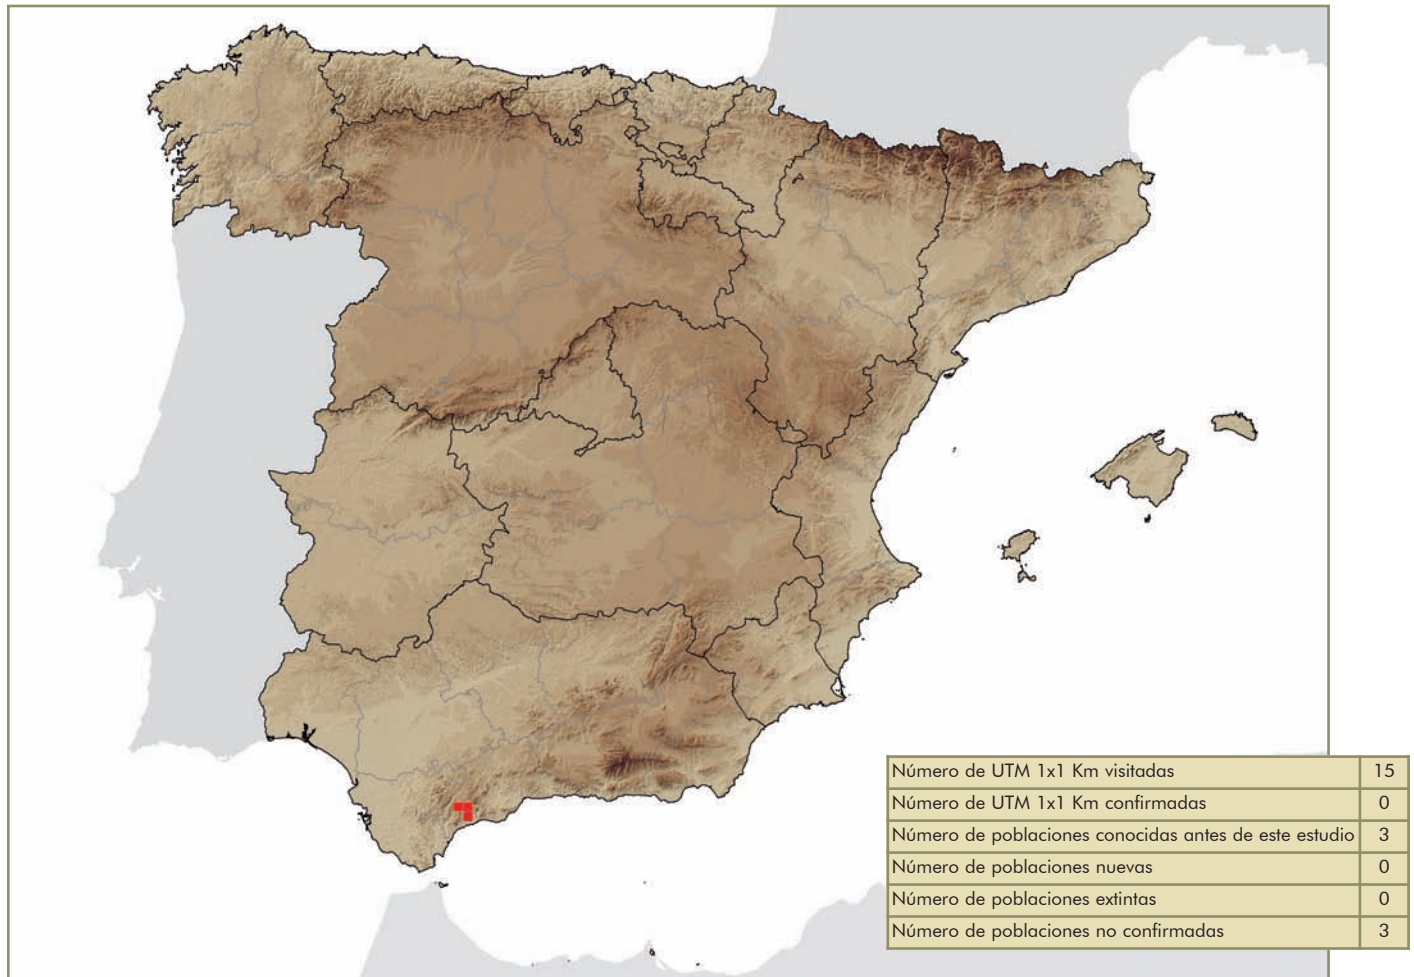 Número de UTM 1x1 Km visitadas 15
Número de UTM 1x1 Km confirmadas 0
Número de poblaciones conocidas antes de este estudio 3
Número de poblaciones nuevas 0
Número de poblaciones extintas 0
Número de poblaciones no confirmadas 3